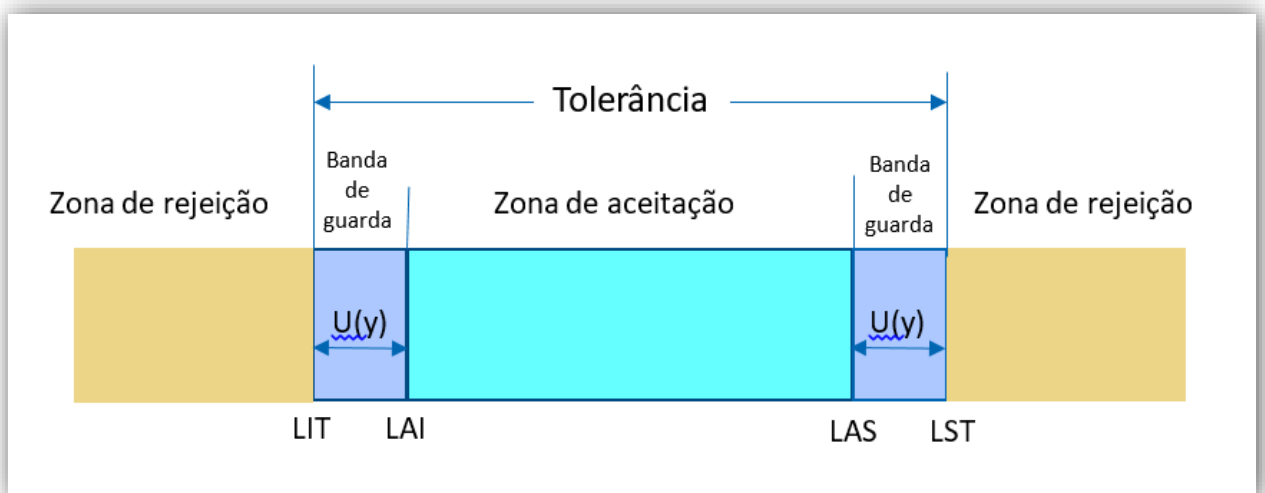 Tolerância
Banda
de
guarda
Banda
de
guarda
Zona de rejeição
Zona de aceitação
Zona de rejeição
U(y)
U(y)
LIT
LAI
LAS
LST